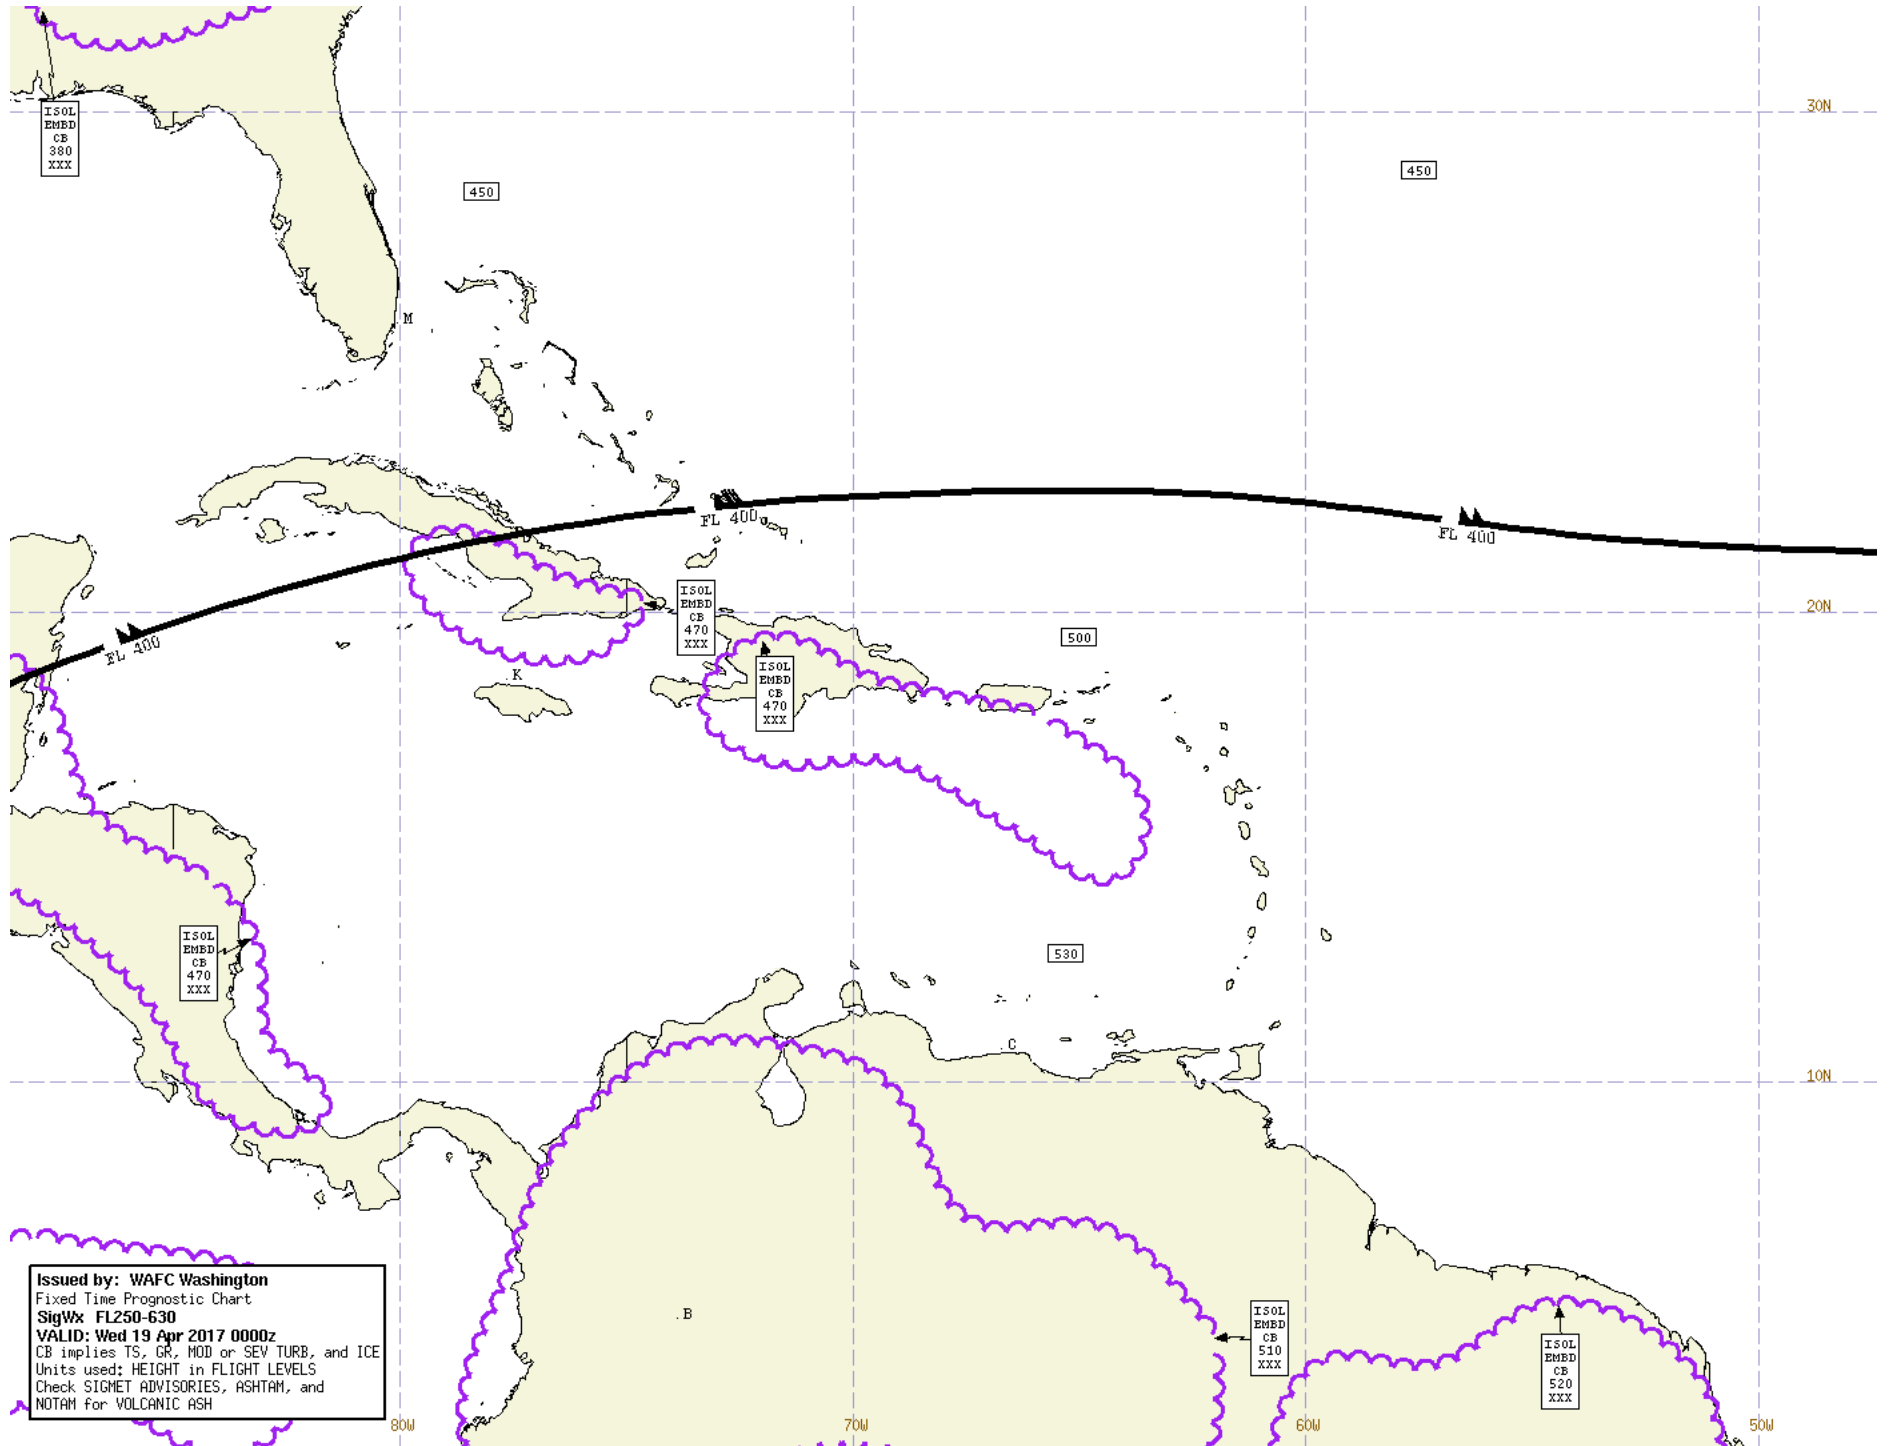 ISOL
EMBD
CB
380
XXX
30N
450
450
M
FL 400
FL 400
FL 400
ISOL
EMBD
CB
470
XXX
20N
500
K
ISOL
EMBD
CB
470
XXX
ISOL
EMBD
CB
470
XXX
530
C
10N
B
ISOL
EMBD
CB
510
XXX
ISOL
EMBD
CB
520
XXX
Issued by: WAFC Washington
Fixed Time Prognostic Chart
SigWx FL250-630
VALID: Wed 19 Apr 2017 0000z
CB implies TS, GR, MOD or SEV TURB, and ICE
Units used: HEIGHT in FLIGHT LEVELS
Check SIGMET ADVISORIES, ASHTAM, and
NOTAM for VOLCANIC ASH
80W
70W
60W
50W